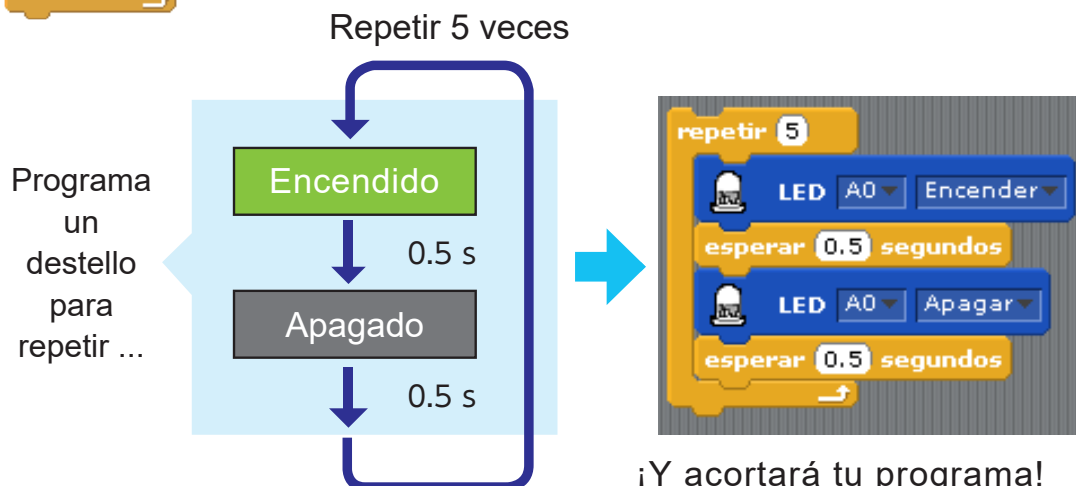 Repetir 5 veces
Programa
un
destello
para
repetir ...
Encendido
0.5 s
Apagado
0.5 s
repetir 5
LED A0 Encender
esperar 0.5 segundos
LED A0 Apagar
esperar 0.5 segundos
¡Y acortará tu programa!